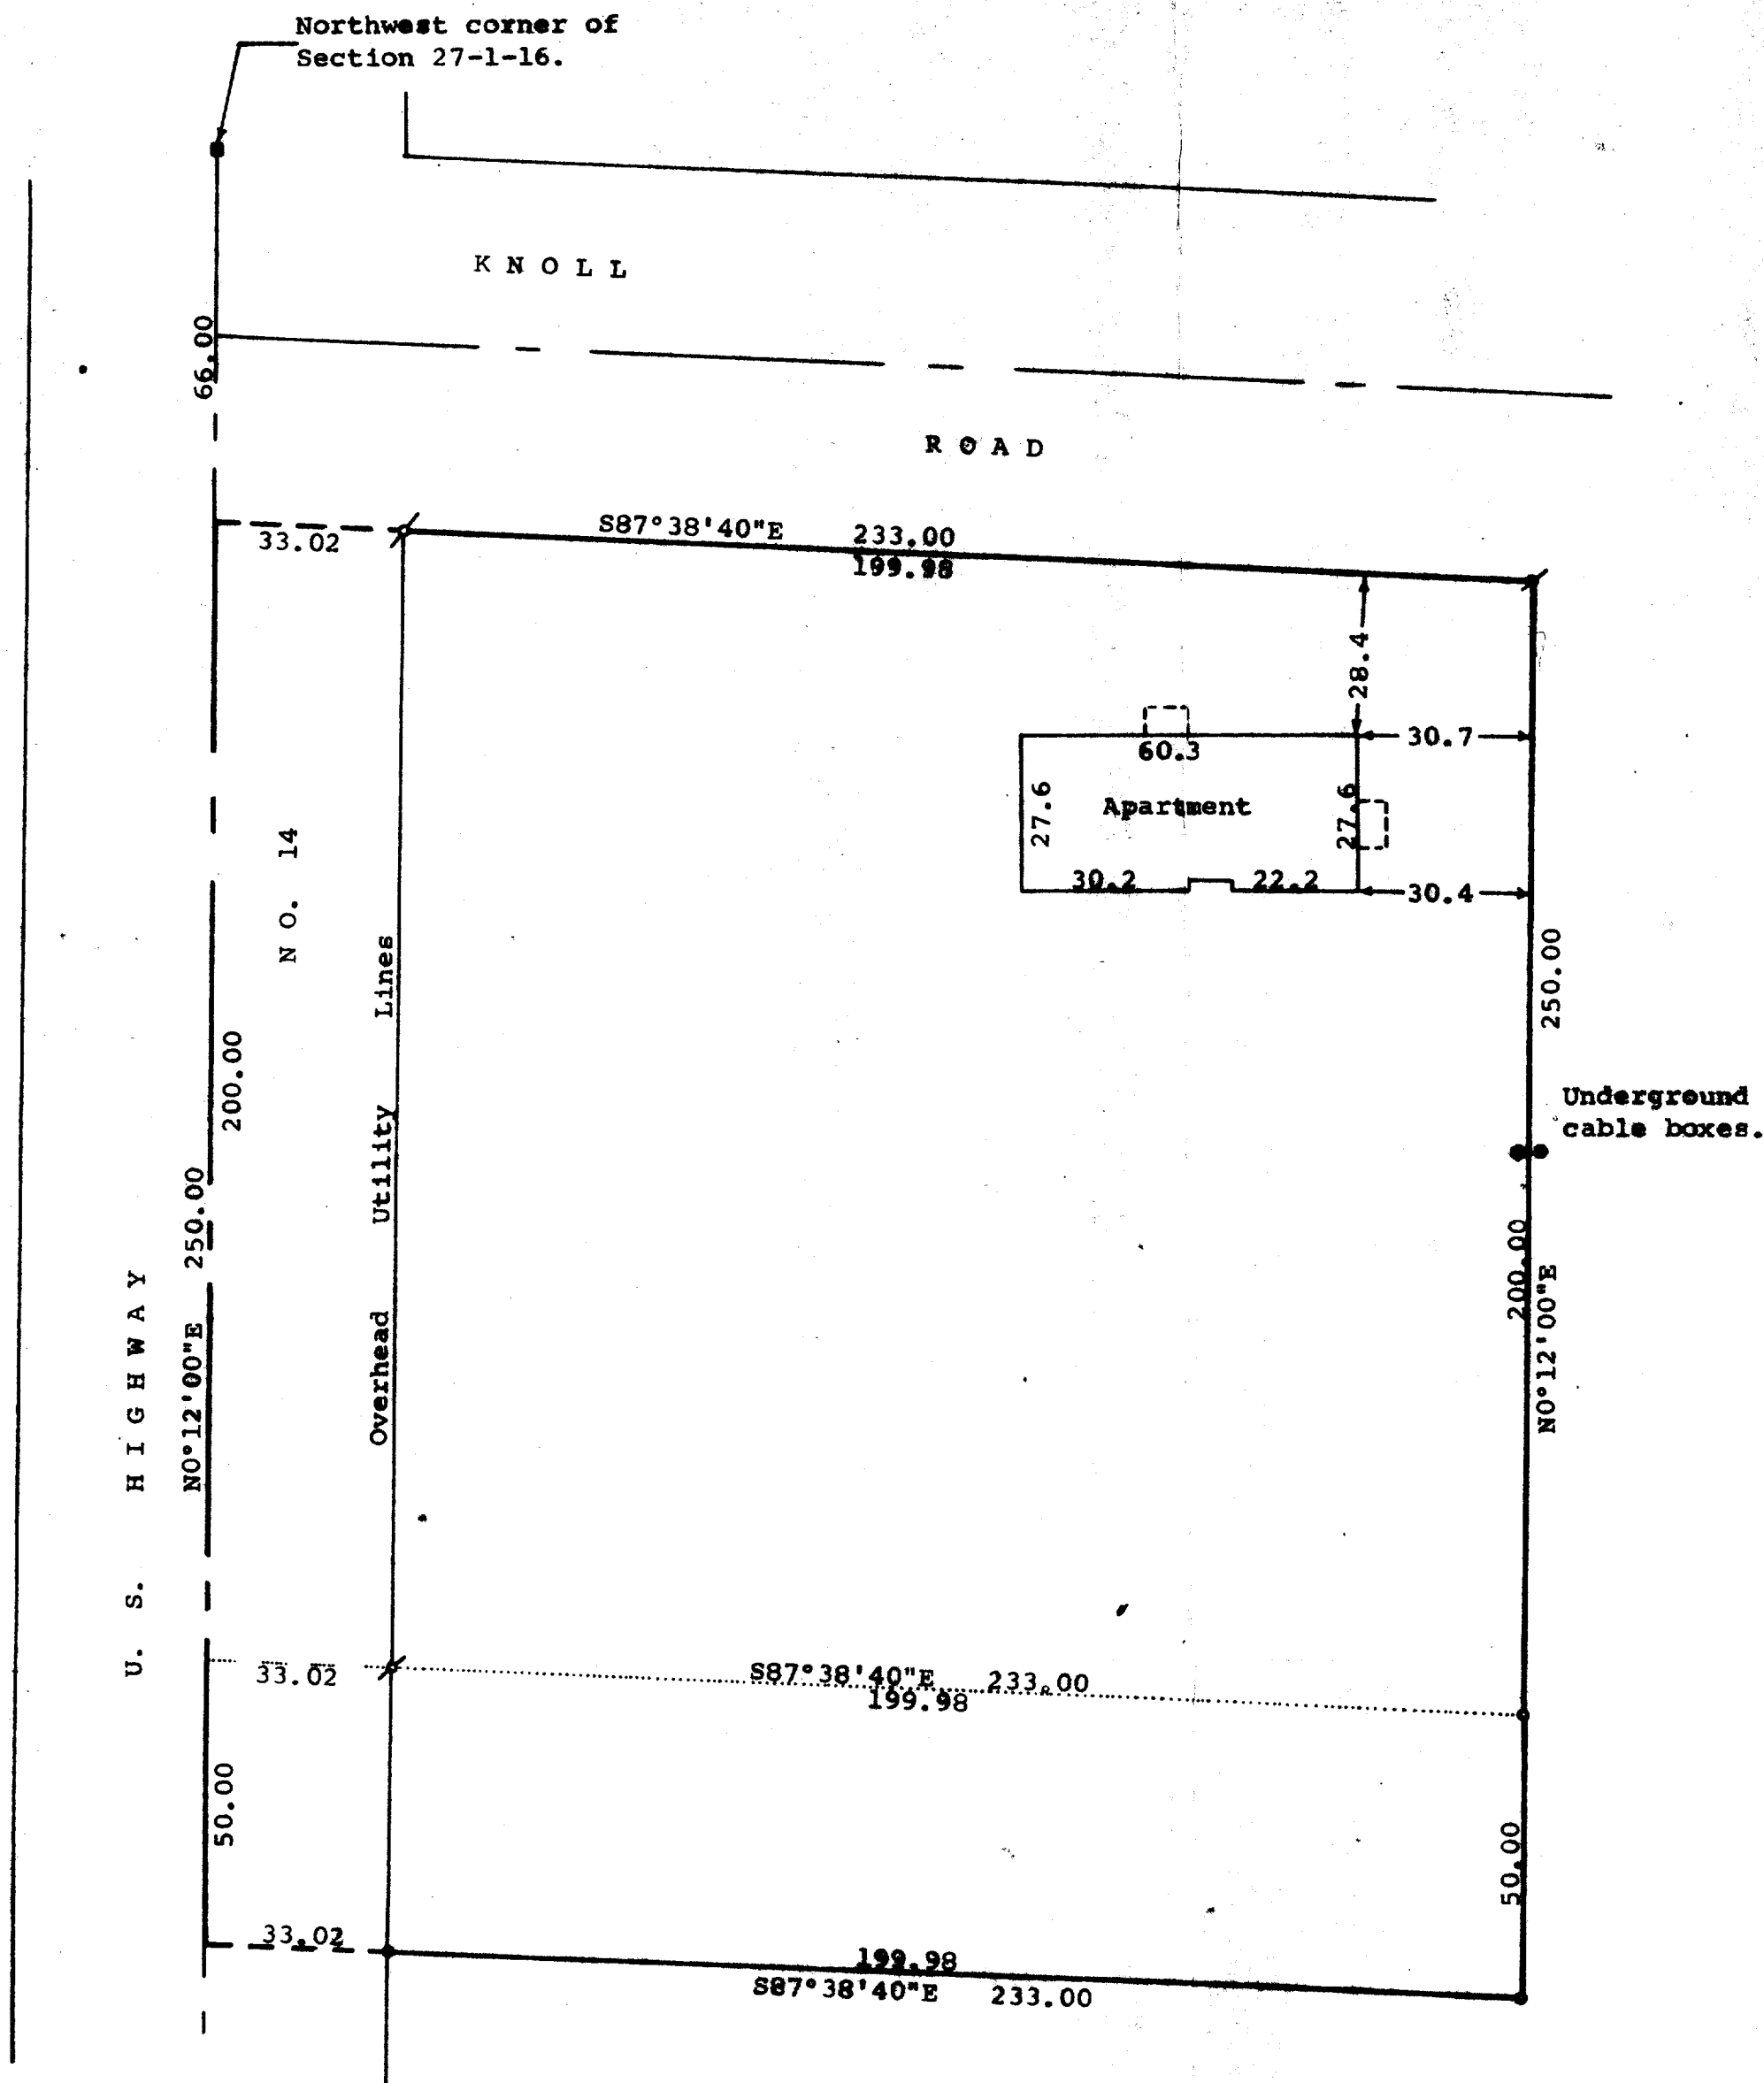 Northwest corner of
Section 27-1-16.
K N O L L
66.00
R O A D
S87°38'40"E 233.00
33.02
199.98
28.4
30.7
60.3
27.6
Apartment
27.6
30.2
22.2
30.4
N O. 14
Overhead Utility Lines
250.00
200.00
Underground
cable boxes.
N0°12'00"E 250.00
200.00
N0°12'00"E
U. S. H I G H W A Y
33.02
S87°38'40"E 233.00
199.98
50.00
50.00
33.02
199.98
S87°38'40"E 233.00